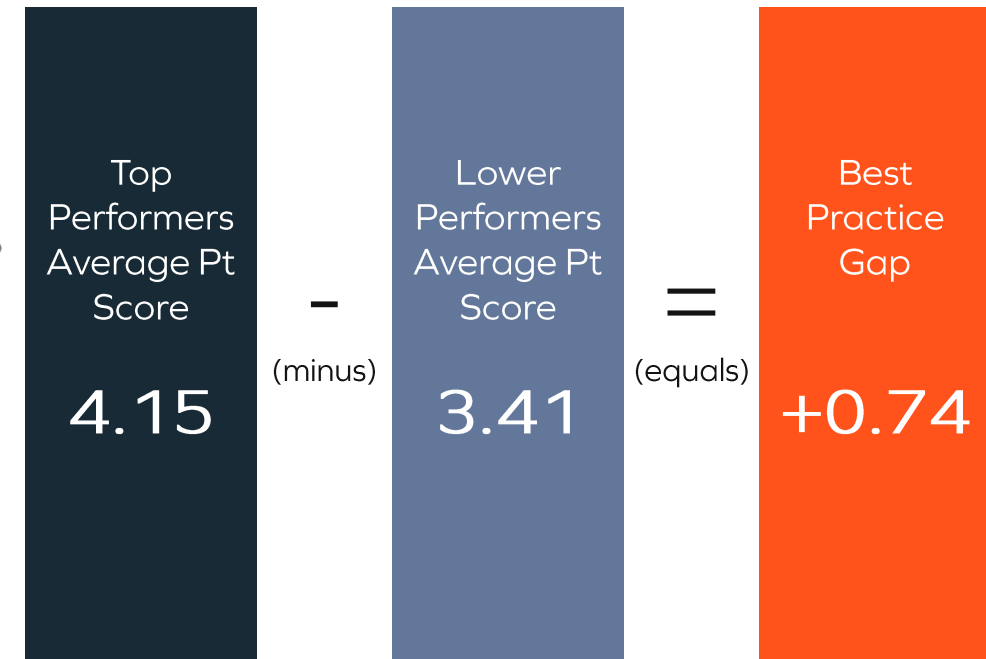 Top
Performers
Average Pt
Score
4.15
-
(minus)
Lower
Performers
Average Pt
Score
3.41
=
(equals)
Best
Practice
Gap
+0.74